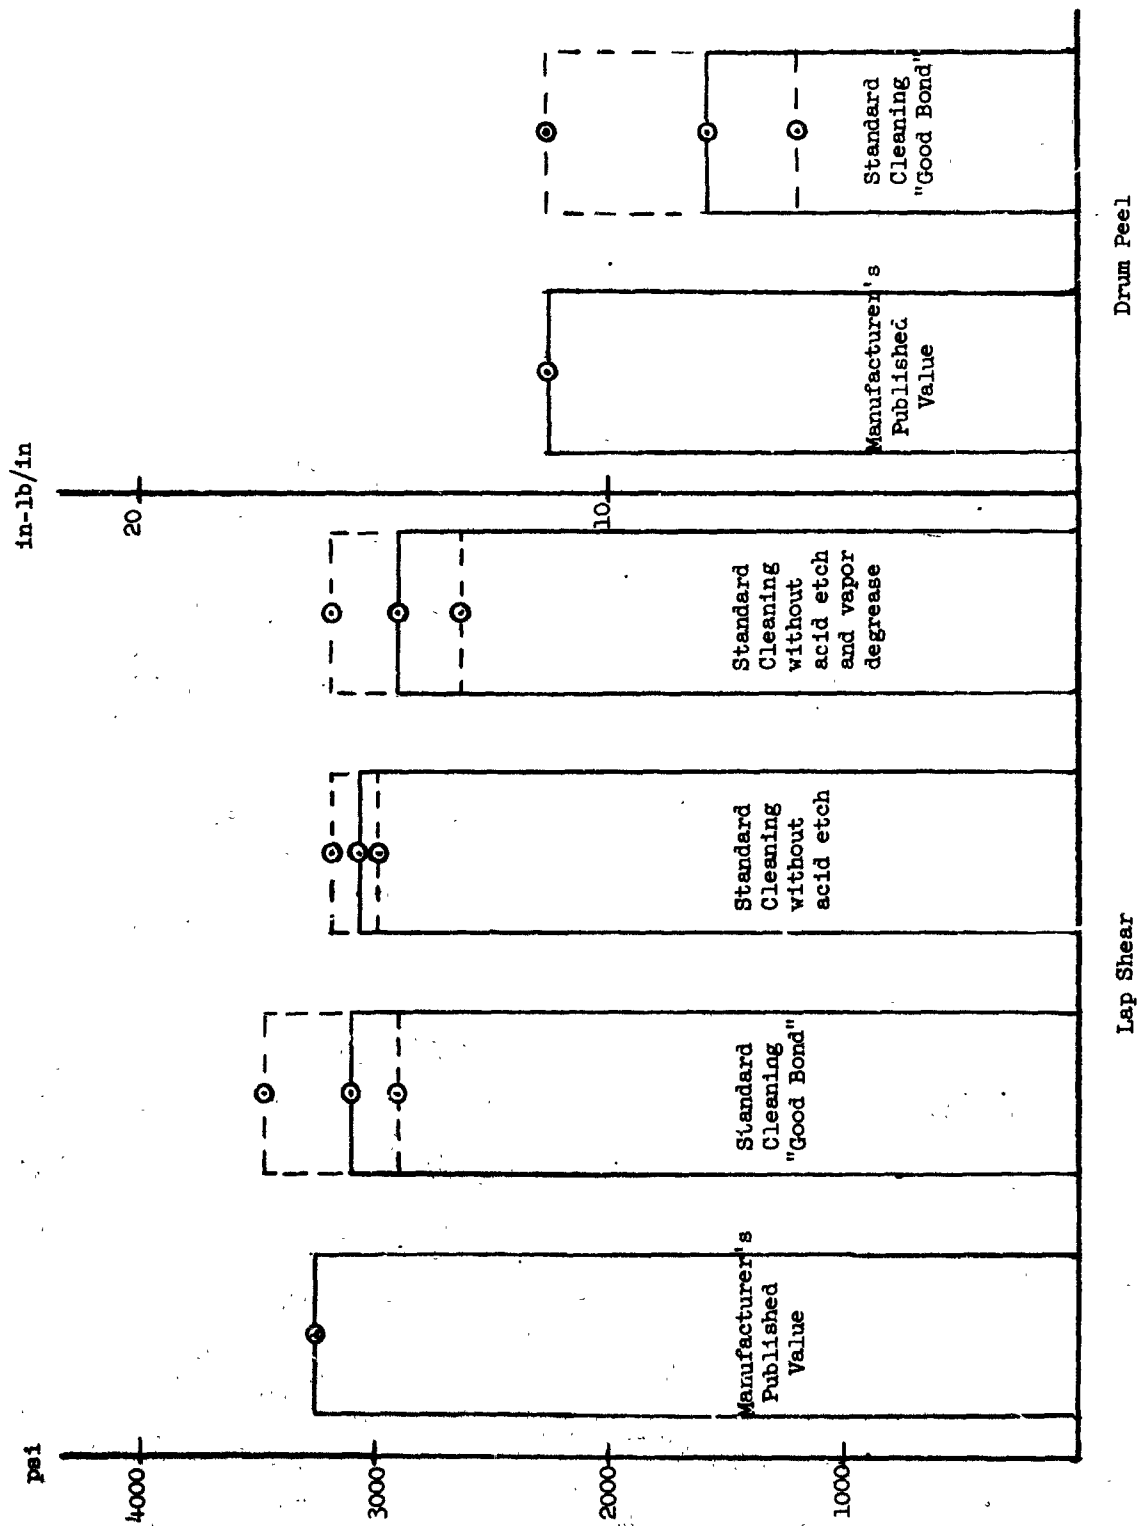 psi
4000
3000
2000
1000
Manufacturer's
Published
Value
Standard
Cleaning
"Good Bond"
Standard
Cleaning
without
acid etch
Standard
Cleaning
without
acid etch
and vapor
degrease
Lap Shear
in-lb/in
20
10
Manufacturer's
Published
Value
Standard
Cleaning
"Good Bond"
Drum Peel